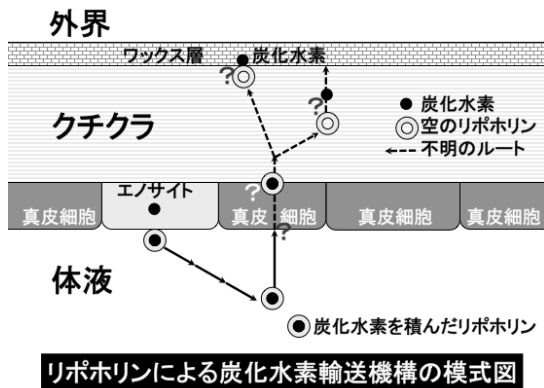 外界
ワックス層
炭化水素
?
?
クチクラ
炭化水素
空のリポホリン
不明のルート
エノサイト
?
真皮細胞
真皮 細胞
真皮細胞
真皮細胞
?
体液
炭化水素を積んだリポホリン
リポホリンによる炭化水素輸送機構の模式図